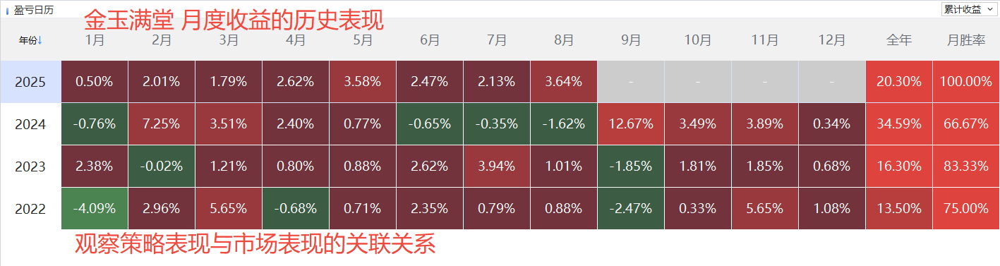 盈亏日历
累计收益
金玉满堂 月度收益的历史表现
年份↓ 1月 2月 3月 4月 5月 6月 7月 8月 9月 10月 11月 12月 全年 月胜率
2025 0.50% 2.01% 1.79% 2.62% 3.58% 2.47% 2.13% 3.64% - - - - 20.30% 100.00%
2024 -0.76% 7.25% 3.51% 2.40% 0.77% -0.65% -0.35% -1.62% 12.67% 3.49% 3.89% 0.34% 34.59% 66.67%
2023 2.38% -0.02% 1.21% 0.80% 0.88% 2.62% 3.94% 1.01% -1.85% 1.81% 1.85% 0.68% 16.30% 83.33%
2022 -4.09% 2.96% 5.65% -0.68% 0.71% 2.35% 0.79% 0.88% -2.47% 0.33% 5.65% 1.08% 13.50% 75.00%
观察策略表现与市场表现的关联关系